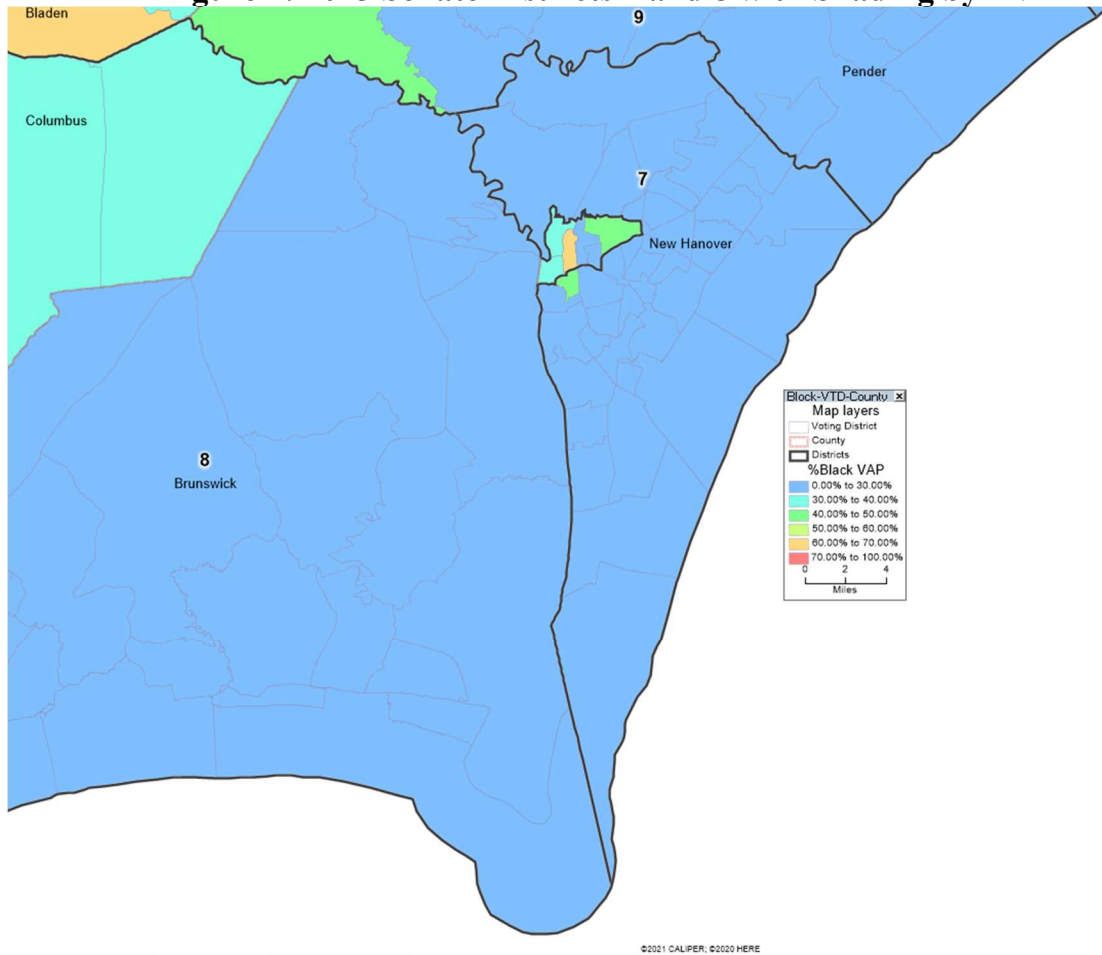 Bladen
9
Pender
Columbus
7
New Hanover
8
Brunswick
Block-VTD-County
Map layers
Voting District
County
Districts
%Black VAP
0.00% to 30.00%
30.00% to 40.00%
40.00% to 50.00%
50.00% to 60.00%
60.00% to 70.00%
70.00% to 100.00%
0 2 4
Miles
©2021 CALIPER; ©2020 HERE